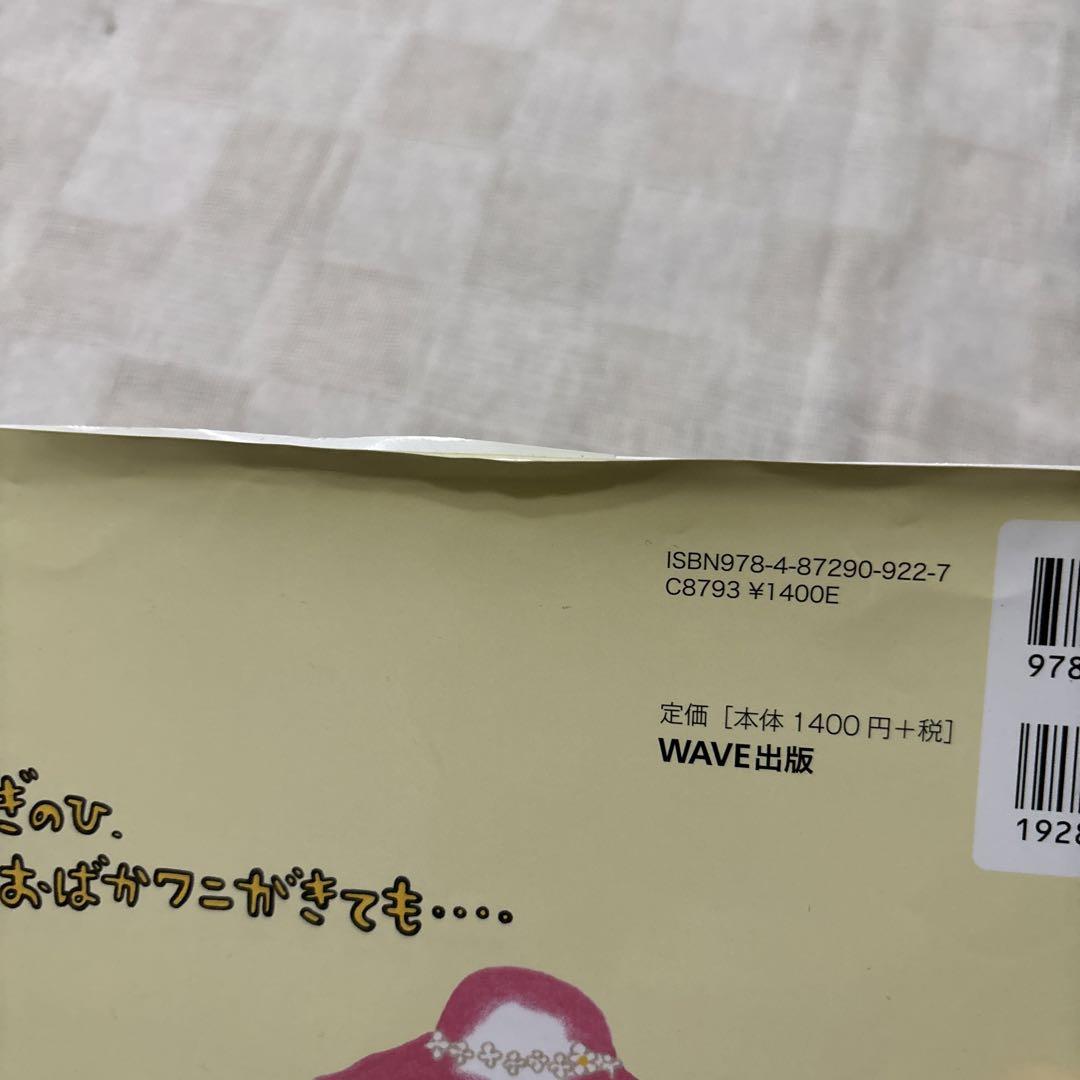 ISBN978-4-87290-922-7
C8793 ¥1400E
978
定価［本体 1400 円＋税］
WAVE出版
1928
ぎのひ.
おばかワニがきても‥‥